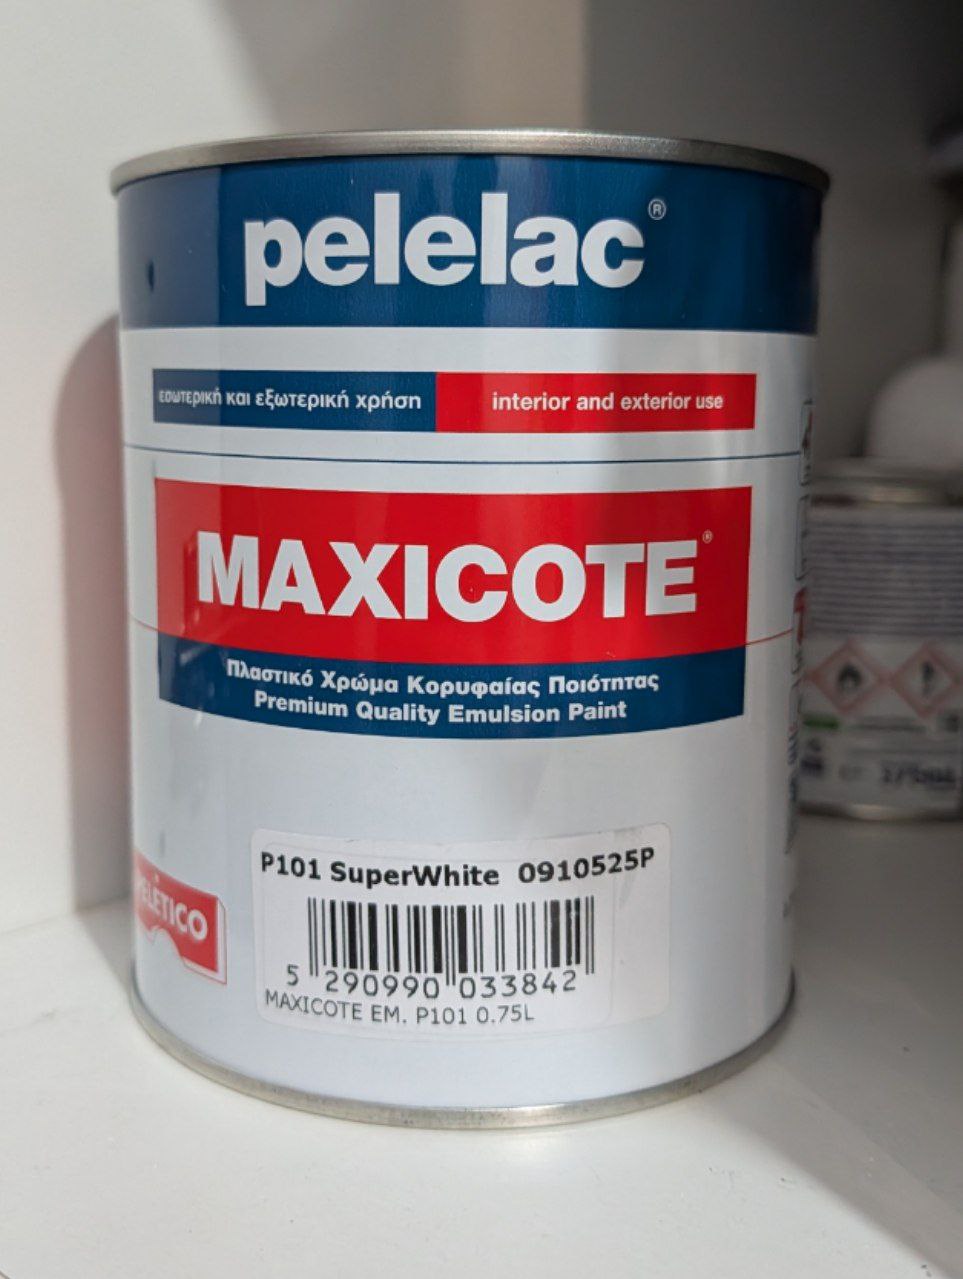 pelelac®
εσωτερική και εξωτερική χρήση interior and exterior use
MAXICOTE®
Πλαστικό Χρώμα Κορυφαίας Ποιότητας
Premium Quality Emulsion Paint
P101 SuperWhite 0910525P
5 290990 033842
MAXICOTE EM. P101 0.75L